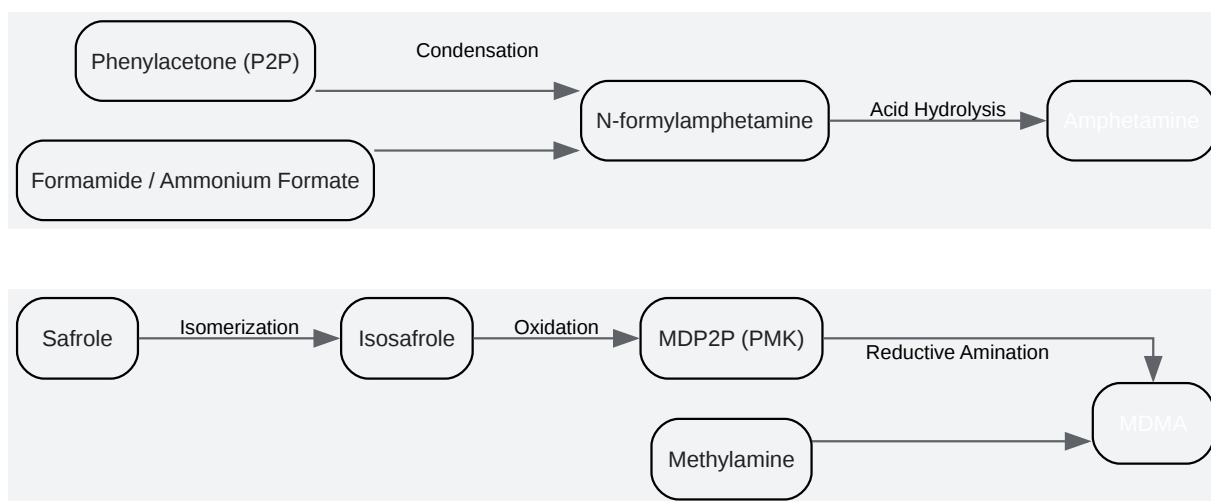 Phenylacetone (P2P)
Condensation
Formamide / Ammonium Formate
N-formylamphetamine
Acid Hydrolysis
Amphetamine
Safrole
Isomerization
Isosafrole
Oxidation
MDP2P (PMK)
Reductive Amination
Methylamine
MDMA